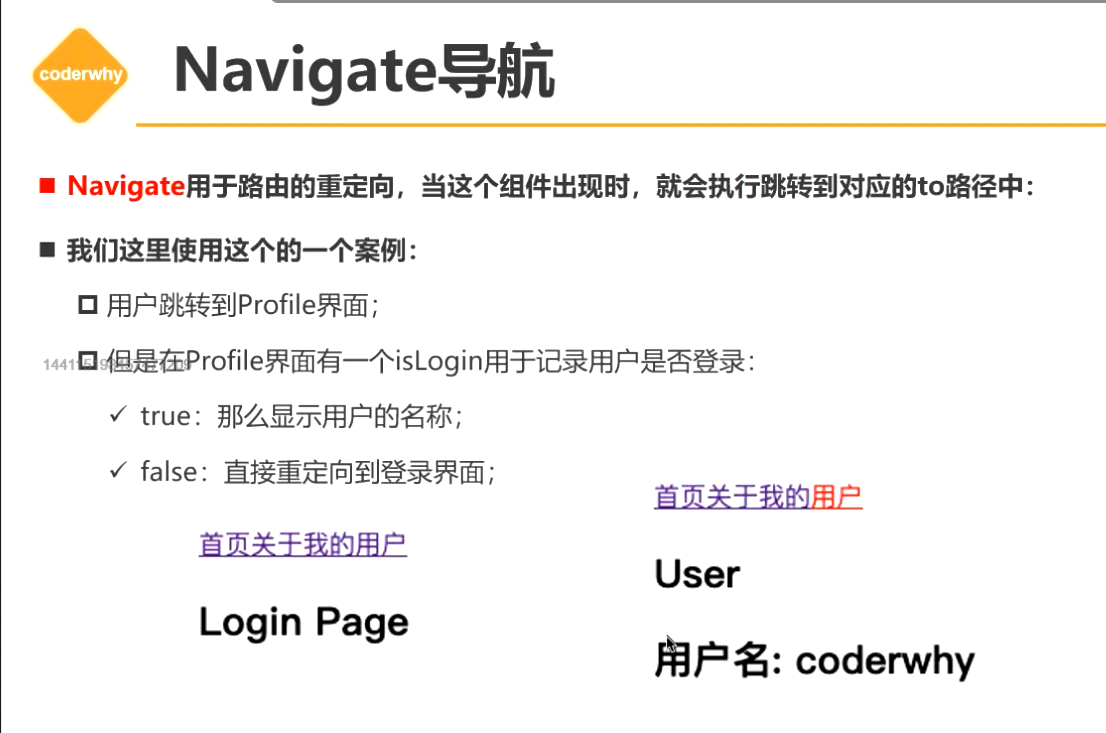 coderwhy
Navigate导航
Navigate用于路由的重定向，当这个组件出现时，就会执行跳转到对应的to路径中：
我们这里使用这个的一个案例：
用户跳转到Profile界面；
但是在Profile界面有一个isLogin用于记录用户是否登录：
true：那么显示用户的名称；
false：直接重定向到登录界面；
首页关于我的用户
User
用户名: coderwhy
首页关于我的用户
Login Page